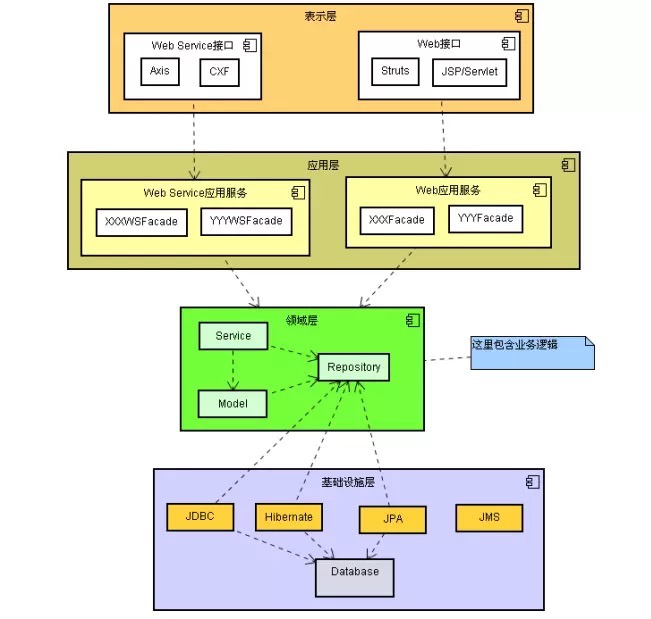 表示层
Web Service接口
Web接口
Axis
CXF
Struts
JSP/Servlet
应用层
Web Service应用服务
Web应用服务
XXXWSFacade
YYYWSFacade
XXXFacade
YYYFacade
领域层
Service
Repository
Model
这里包含业务逻辑
基础设施层
JDBC
Hibernate
JPA
JMS
Database